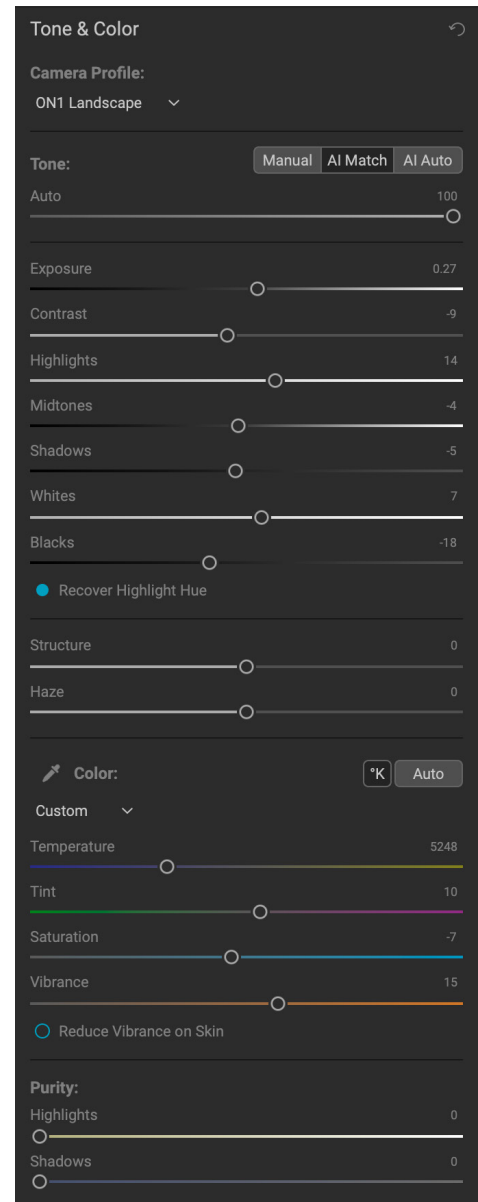 Tone & Color
Camera Profile:
ON1 Landscape
Tone: Manual AI Match AI Auto
Auto 100
Exposure 0.27
Contrast -9
Highlights 14
Midtones -4
Shadows -5
Whites 7
Blacks -18
Recover Highlight Hue
Structure 0
Haze 0
Color: °K Auto
Custom
Temperature 5248
Tint 10
Saturation -7
Vibrance 15
Reduce Vibrance on Skin
Purity:
Highlights 0
Shadows 0